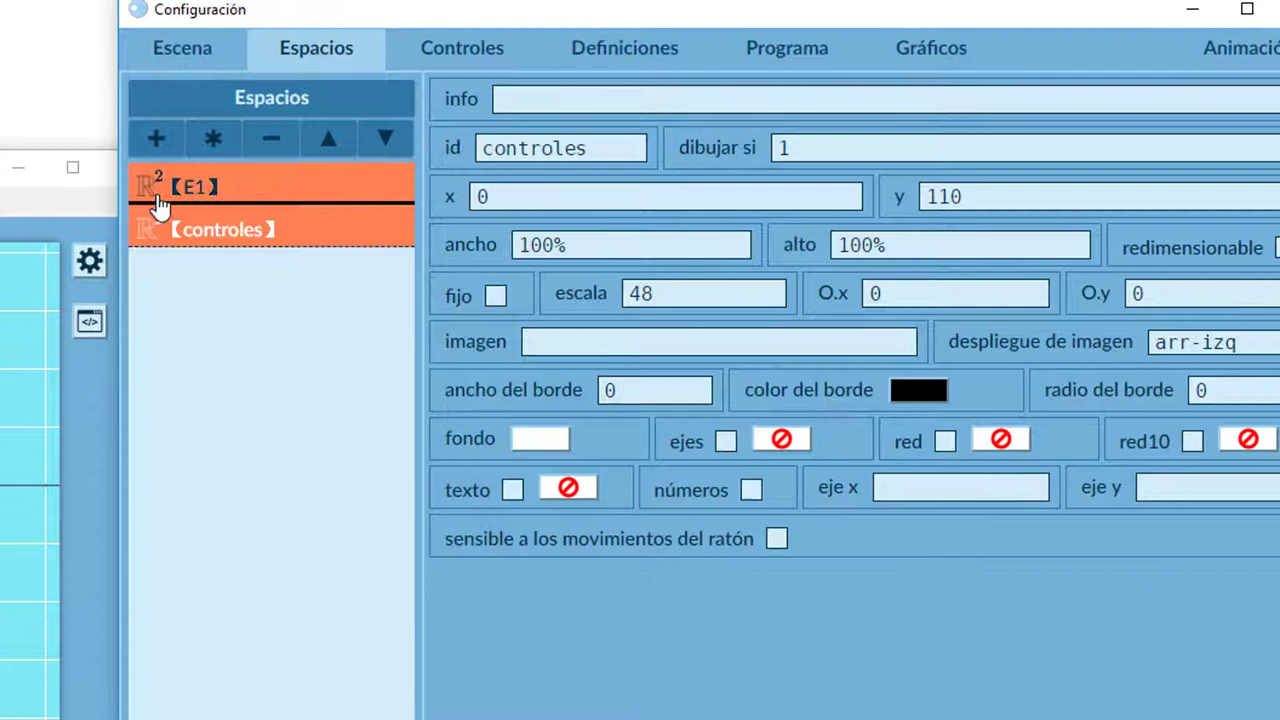 Configuración
Escena Espacios Controles Definiciones Programa Gráficos Animació
Espacios
+ * − ▲ ▼
ℝ² 【E1】
ℝ² 【controles】
info
id controles dibujar si 1
x 0 y 110
ancho 100% alto 100% redimensionable
fijo escala 48 O.x 0 O.y 0
imagen despliegue de imagen arr-izq
ancho del borde 0 color del borde radio del borde 0
fondo ejes red red10
texto números eje x eje y
sensible a los movimientos del ratón